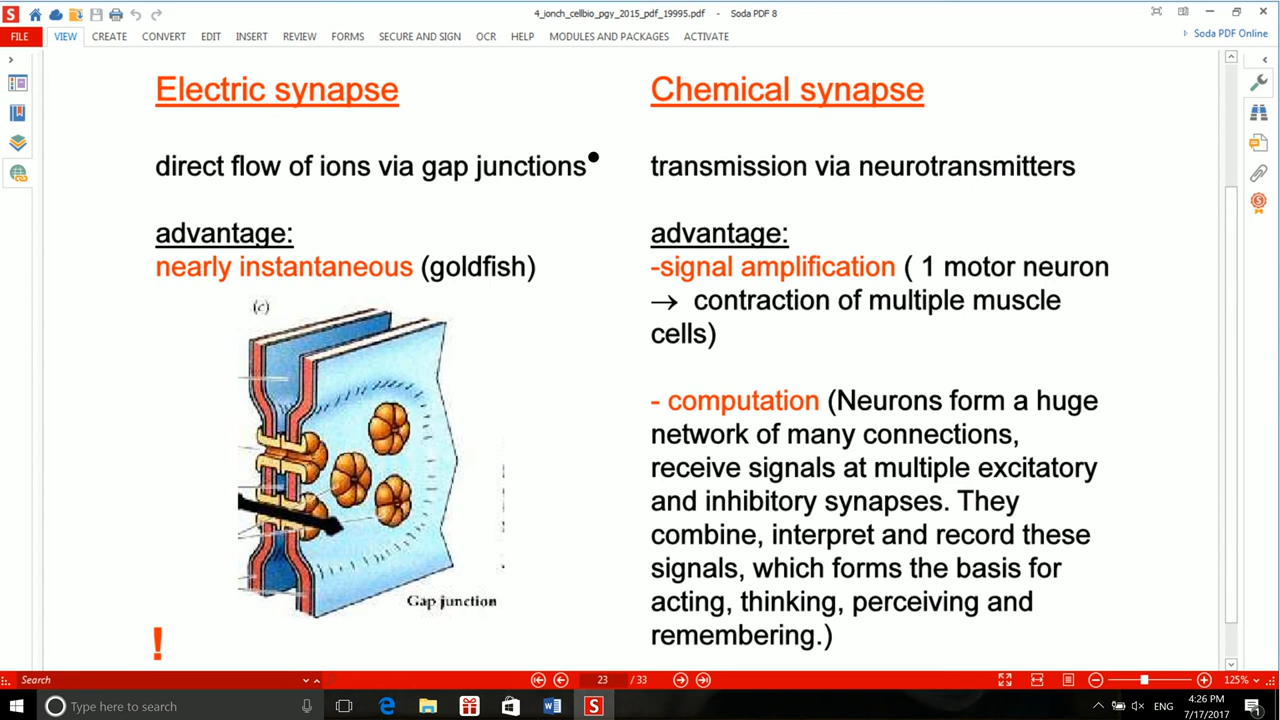 4_ionch_cellbio_pgy_2015_pdf_19995.pdf - Soda PDF 8
FILE VIEW CREATE CONVERT EDIT INSERT REVIEW FORMS SECURE AND SIGN OCR HELP MODULES AND PACKAGES ACTIVATE Soda PDF Online
Electric synapse
direct flow of ions via gap junctions
advantage:
nearly instantaneous (goldfish)
(c)
Gap junction
!
Chemical synapse
transmission via neurotransmitters
advantage:
-signal amplification ( 1 motor neuron
→ contraction of multiple muscle
cells)
- computation (Neurons form a huge
network of many connections,
receive signals at multiple excitatory
and inhibitory synapses. They
combine, interpret and record these
signals, which forms the basis for
acting, thinking, perceiving and
remembering.)
Search 23 / 33 125%
Type here to search ENG 4:26 PM
7/17/2017